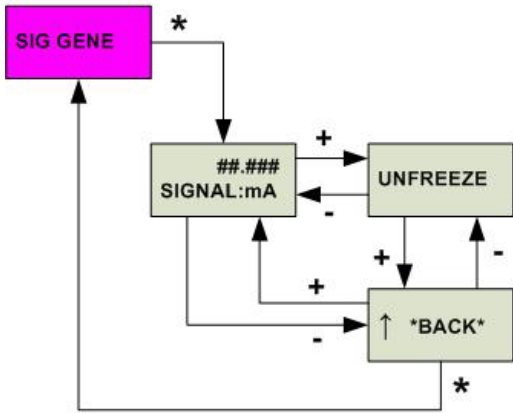 SIG GENE
*
##.###
SIGNAL:mA
+
-
UNFREEZE
+
-
+
-
↑ *BACK*
*